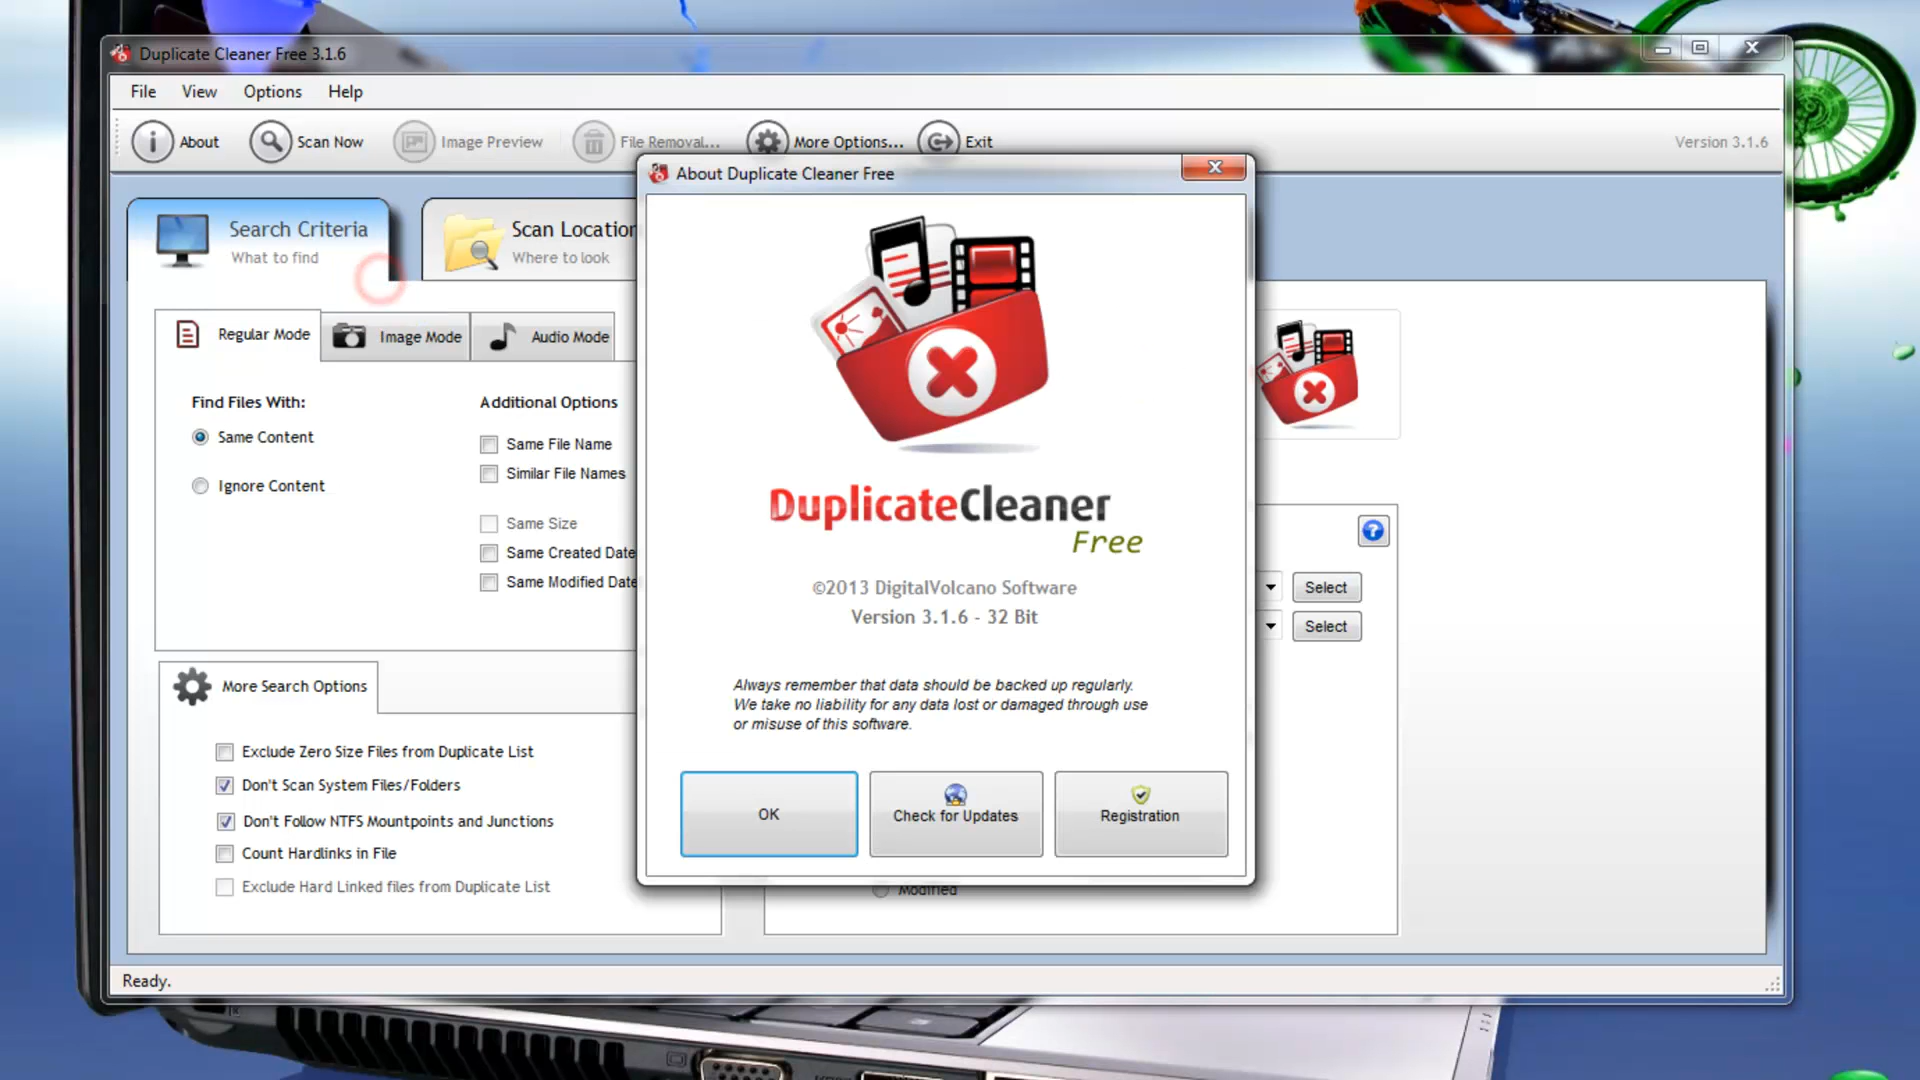 Duplicate Cleaner Free 3.1.6
File View Options Help
About Scan Now Image Preview File Removal... More Options... Exit Version 3.1.6
About Duplicate Cleaner Free
Search Criteria
What to find
Scan Location
Where to look
Regular Mode Image Mode Audio Mode
Find Files With:
Same Content
Ignore Content
Additional Options
Same File Name
Similar File Names
Same Size
Same Created Date
Same Modified Date
DuplicateCleaner
Free
©2013 DigitalVolcano Software
Version 3.1.6 - 32 Bit
Always remember that data should be backed up regularly.
We take no liability for any data lost or damaged through use
or misuse of this software.
OK
Check for Updates
Registration
Select
Select
More Search Options
Exclude Zero Size Files from Duplicate List
Don't Scan System Files/Folders
Don't Follow NTFS Mountpoints and Junctions
Count Hardlinks in File
Exclude Hard Linked files from Duplicate List
Modified
Ready.